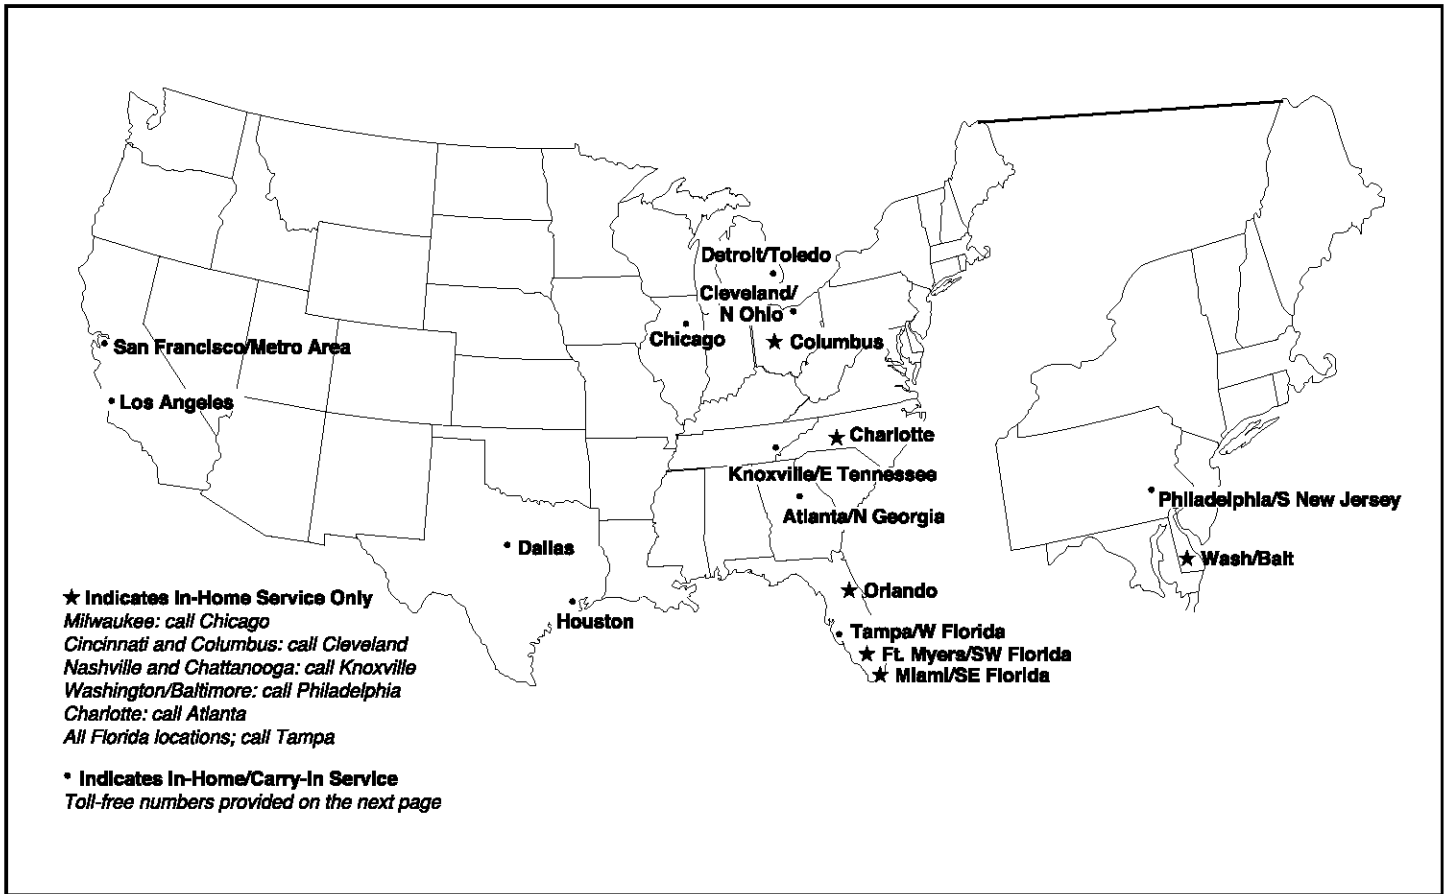 Detroit/Toledo
Cleveland/
N Ohio
Chicago
★ Columbus
San Francisco/Metro Area
Los Angeles
★ Charlotte
Knoxville/E Tennessee
Atlanta/N Georgia
Philadelphia/S New Jersey
★ Wash/Balt
Dallas
Houston
★ Orlando
Tampa/W Florida
★ Ft. Myers/SW Florida
★ Miami/SE Florida
★ Indicates In-Home Service Only
Milwaukee: call Chicago
Cincinnati and Columbus: call Cleveland
Nashville and Chattanooga: call Knoxville
Washington/Baltimore: call Philadelphia
Charlotte: call Atlanta
All Florida locations; call Tampa
• Indicates In-Home/Carry-In Service
Toll-free numbers provided on the next page